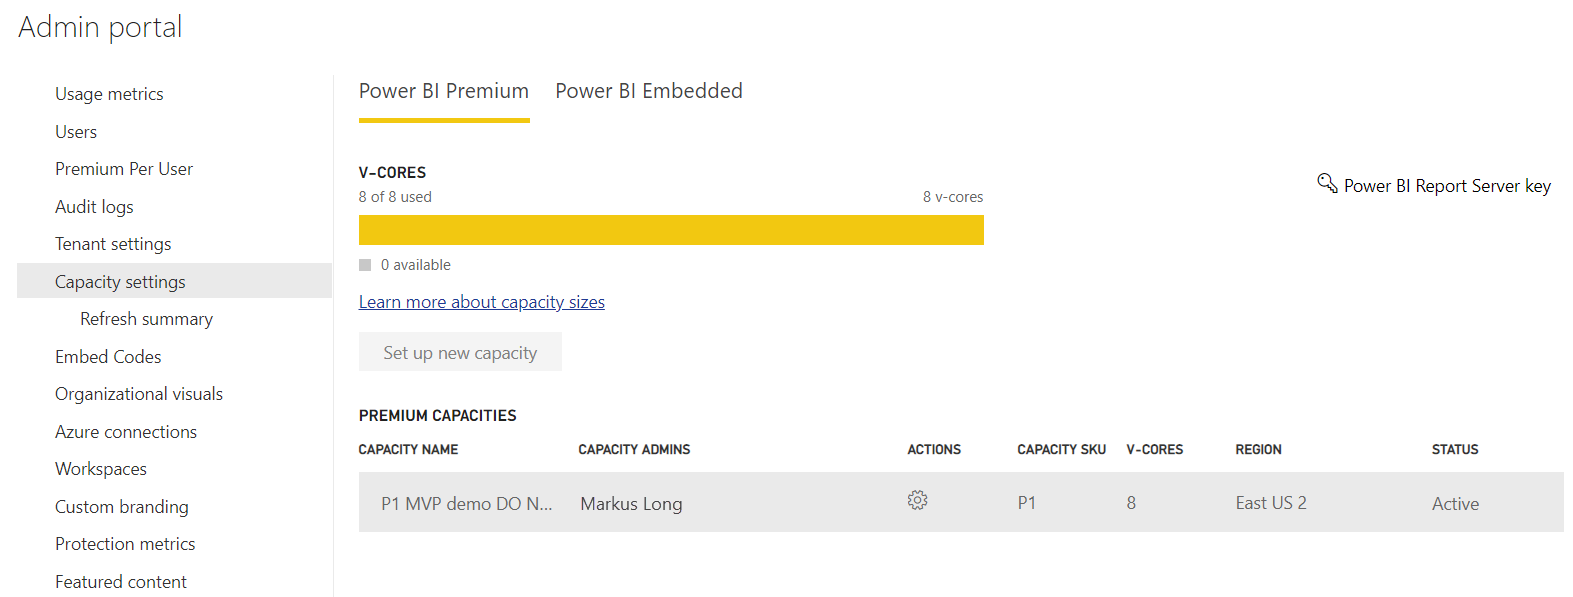 Admin portal
Usage metrics
Users
Premium Per User
Audit logs
Tenant settings
Capacity settings
Refresh summary
Embed Codes
Organizational visuals
Azure connections
Workspaces
Custom branding
Protection metrics
Featured content
Power BI Premium Power BI Embedded
V-CORES
8 of 8 used 8 v-cores
0 available
Learn more about capacity sizes
Set up new capacity
Power BI Report Server key
PREMIUM CAPACITIES
CAPACITY NAME CAPACITY ADMINS ACTIONS CAPACITY SKU V-CORES REGION STATUS
P1 MVP demo DO N... Markus Long P1 8 East US 2 Active